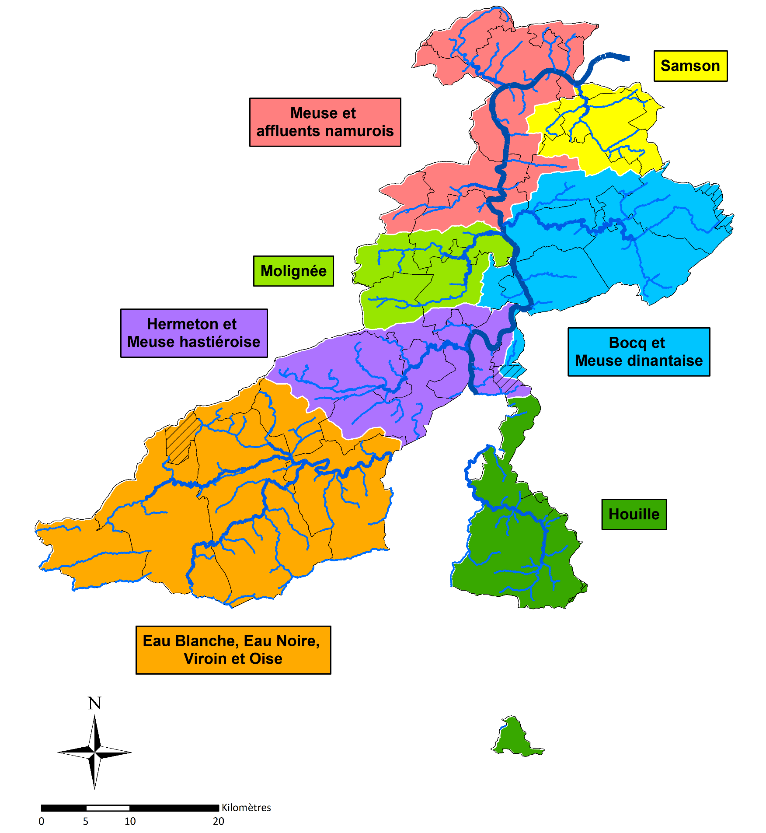 Samson
Meuse et
affluents namurois
Molignée
Hermeton et
Meuse hastiéroise
Bocq et
Meuse dinantaise
Houille
Eau Blanche, Eau Noire,
Viroin et Oise
N
Kilomètres
0 5 10 20